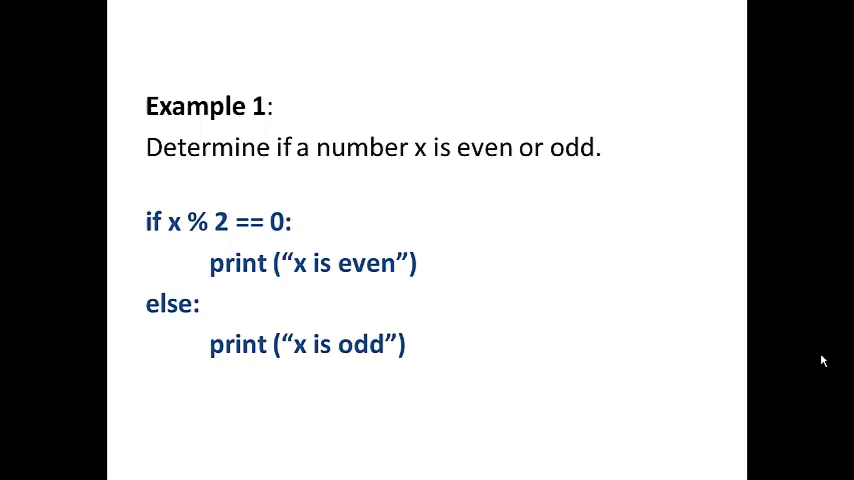 Example 1:
Determine if a number x is even or odd.
if x % 2 == 0:
print (“x is even”)
else:
print (“x is odd”)